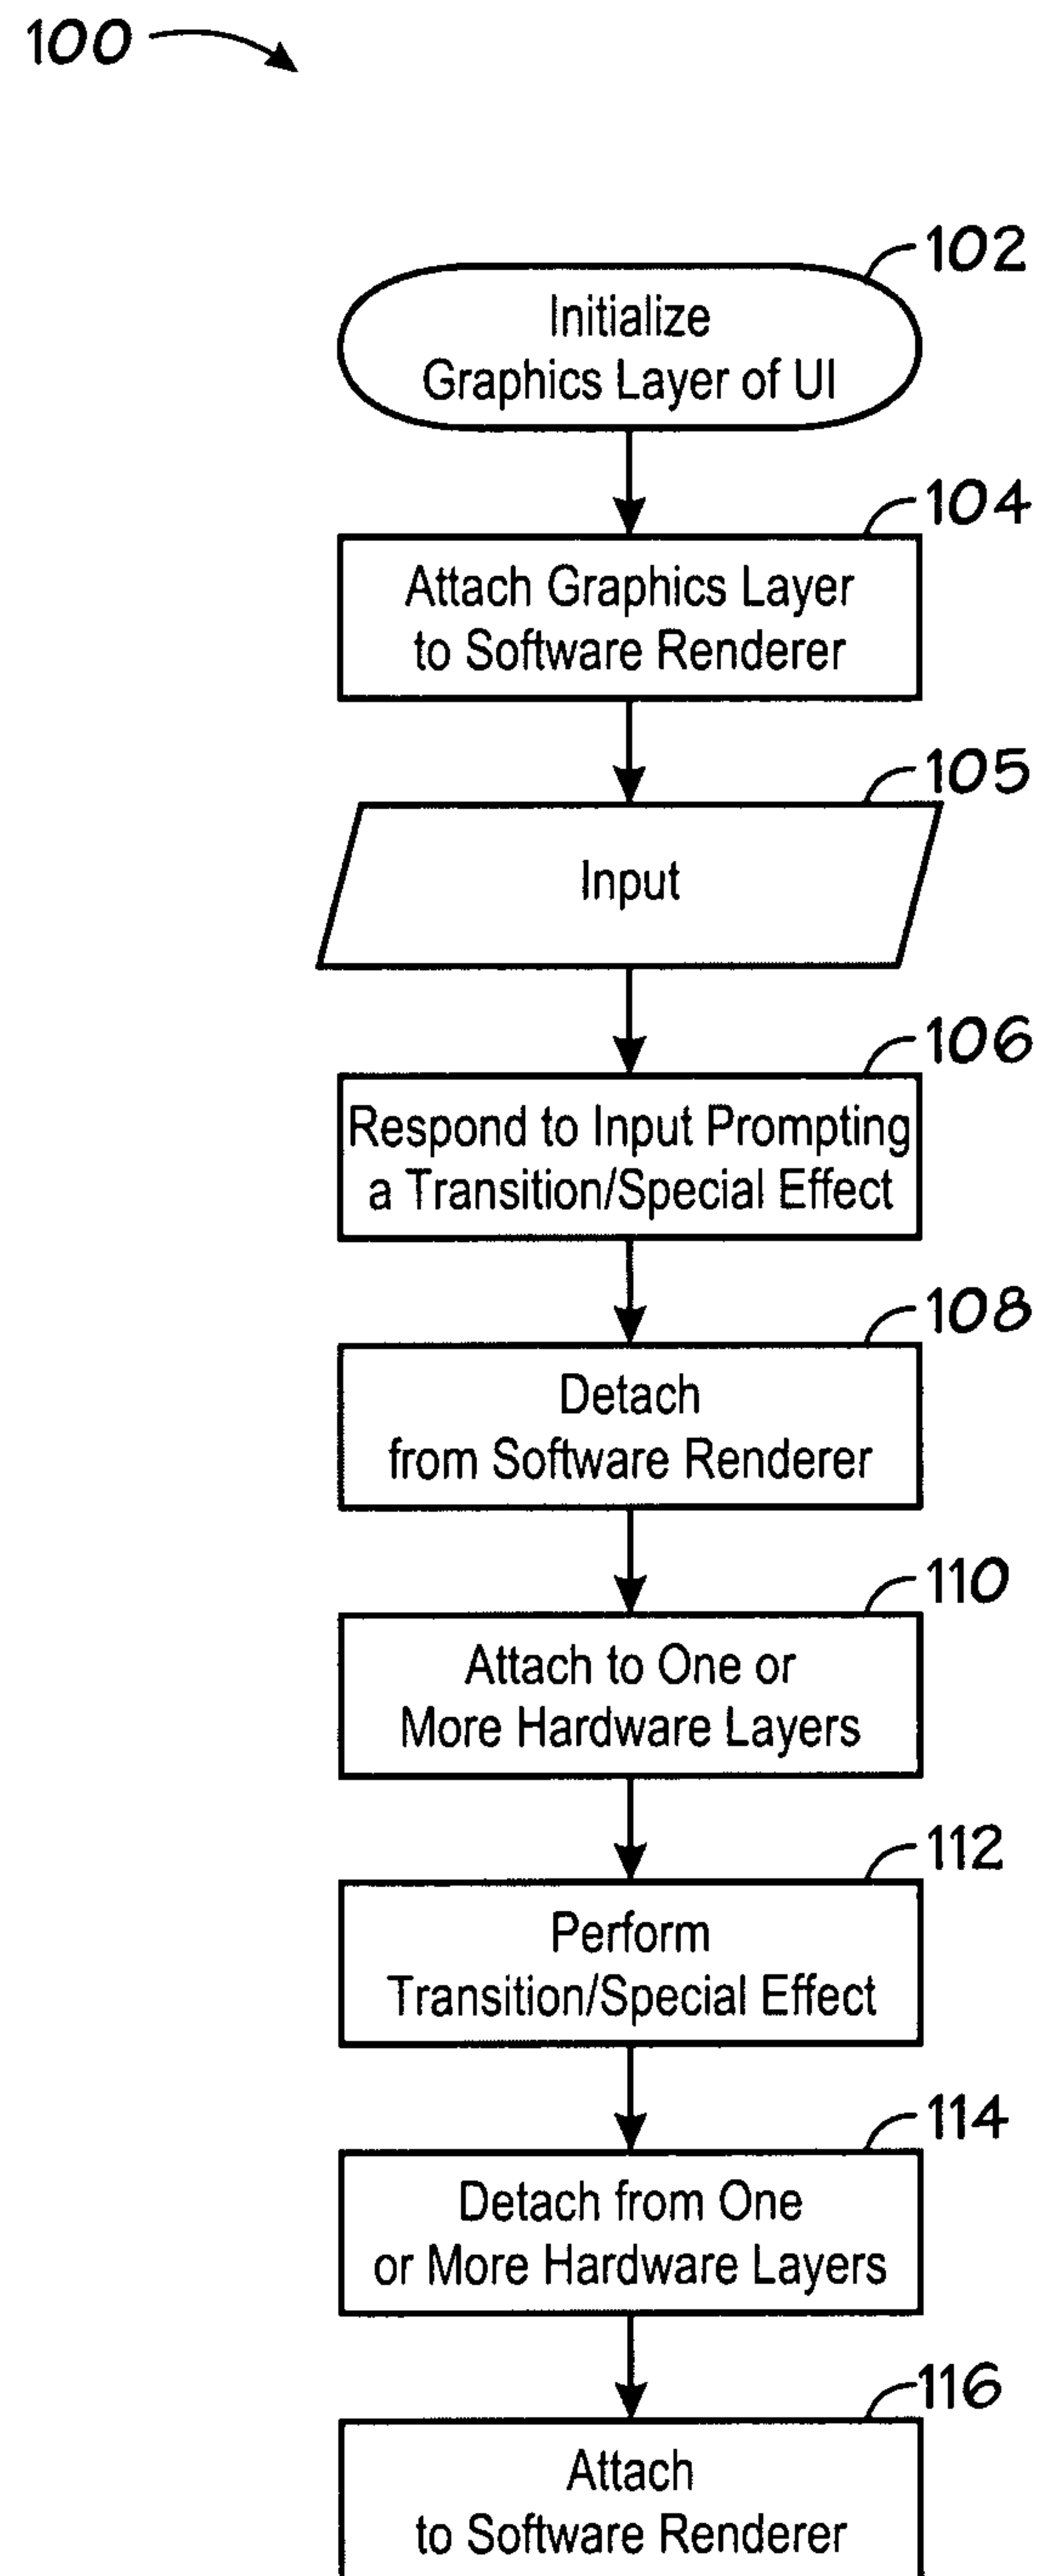 100
102
Initialize
Graphics Layer of UI
104
Attach Graphics Layer
to Software Renderer
105
Input
106
Respond to Input Prompting
a Transition/Special Effect
108
Detach
from Software Renderer
110
Attach to One or
More Hardware Layers
112
Perform
Transition/Special Effect
114
Detach from One
or More Hardware Layers
116
Attach
to Software Renderer